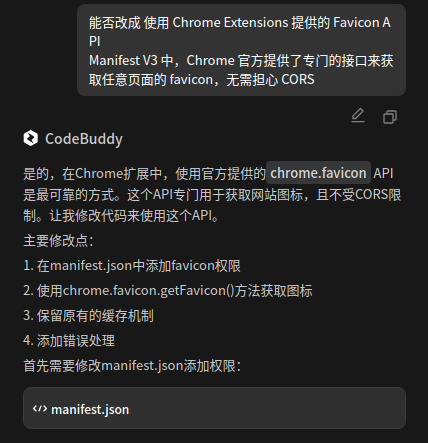 能否改成 使用 Chrome Extensions 提供的 Favicon A
PI
Manifest V3 中，Chrome 官方提供了专门的接口来获
取任意页面的 favicon，无需担心 CORS
CodeBuddy
是的，在Chrome扩展中，使用官方提供的 chrome.favicon API
是最可靠的方式。这个API专门用于获取网站图标，且不受CORS限
制。让我修改代码来使用这个API。
主要修改点：
1. 在manifest.json中添加favicon权限
2. 使用chrome.favicon.getFavicon()方法获取图标
3. 保留原有的缓存机制
4. 添加错误处理
首先需要修改manifest.json添加权限：
manifest.json